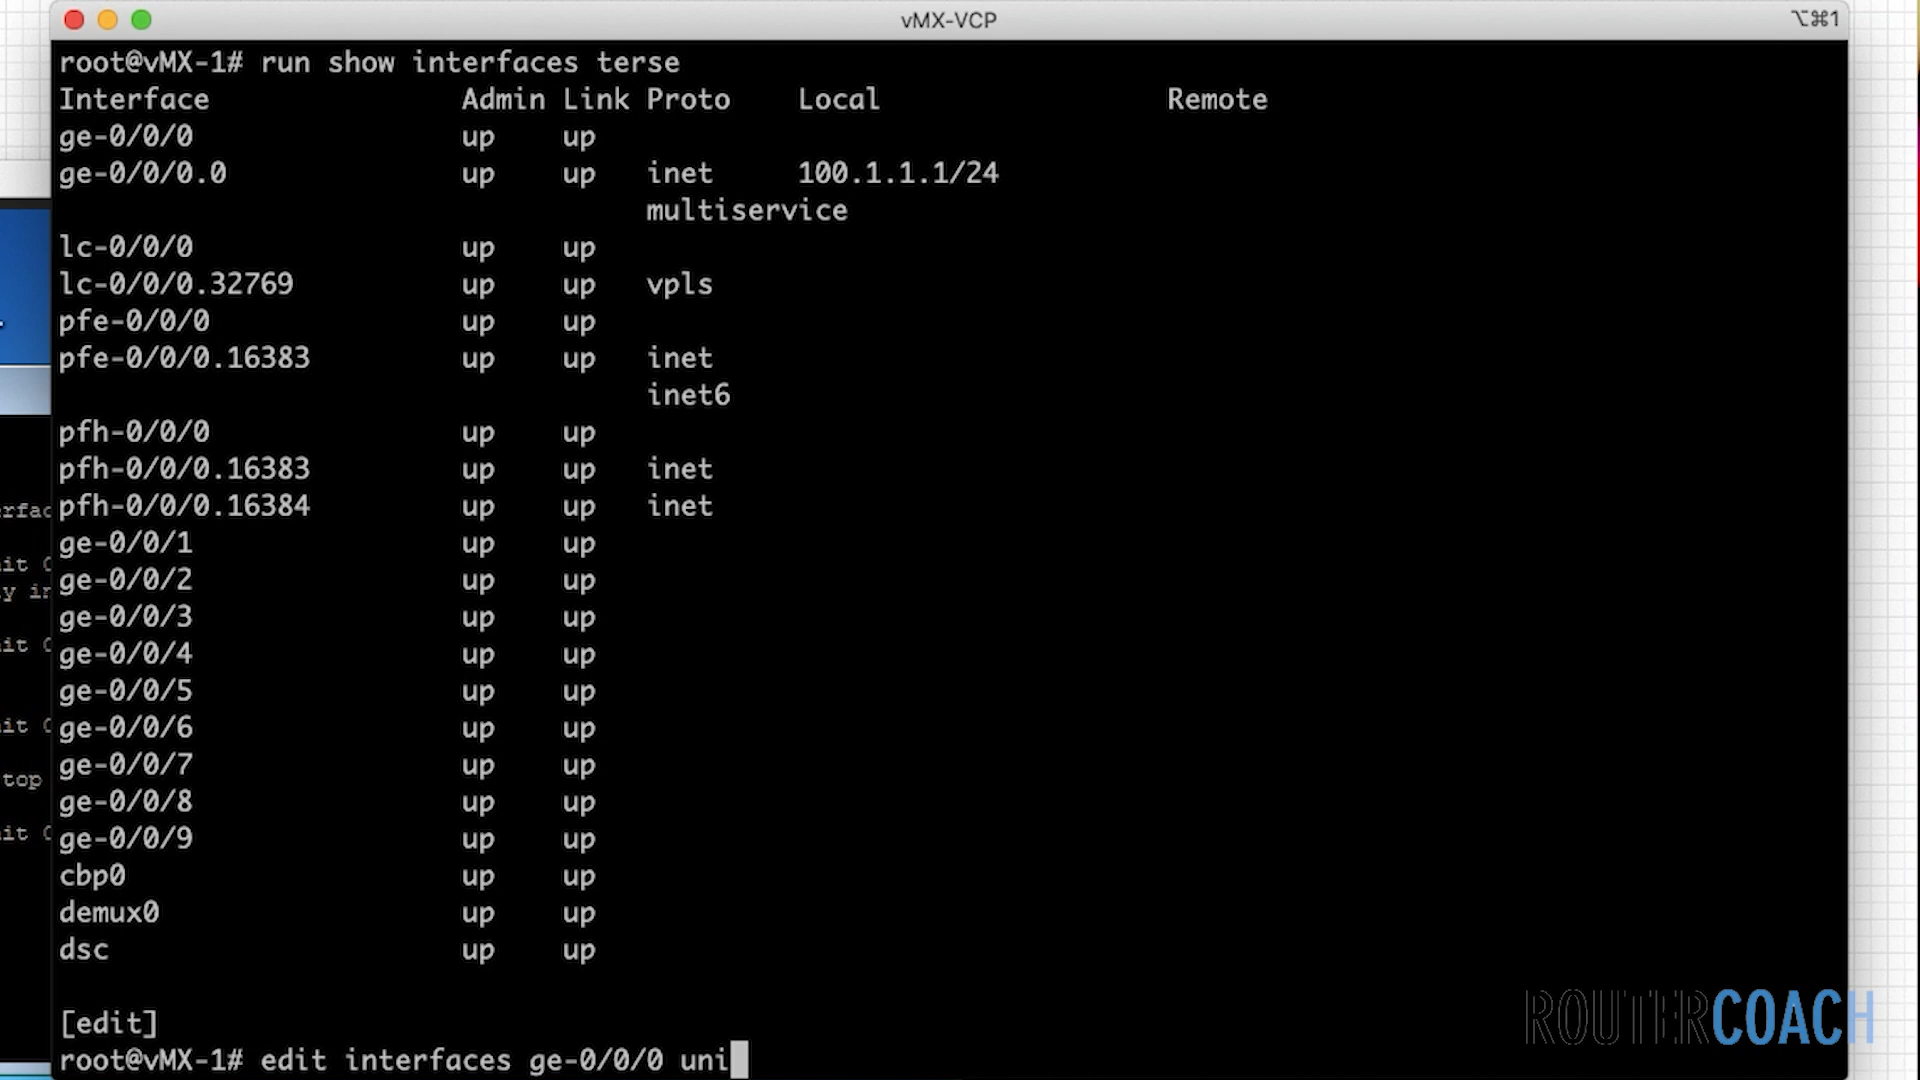 vMX-VCP
⌥⌘1
root@vMX-1# run show interfaces terse
Interface Admin Link Proto Local Remote
ge-0/0/0 up up
ge-0/0/0.0 up up inet 100.1.1.1/24
multiservice
lc-0/0/0 up up
lc-0/0/0.32769 up up vpls
pfe-0/0/0 up up
pfe-0/0/0.16383 up up inet
inet6
pfh-0/0/0 up up
pfh-0/0/0.16383 up up inet
pfh-0/0/0.16384 up up inet
ge-0/0/1 up up
ge-0/0/2 up up
ge-0/0/3 up up
ge-0/0/4 up up
ge-0/0/5 up up
ge-0/0/6 up up
ge-0/0/7 up up
ge-0/0/8 up up
ge-0/0/9 up up
cbp0 up up
demux0 up up
dsc up up
[edit]
root@vMX-1# edit interfaces ge-0/0/0 uni
top
ROUTERCOACH